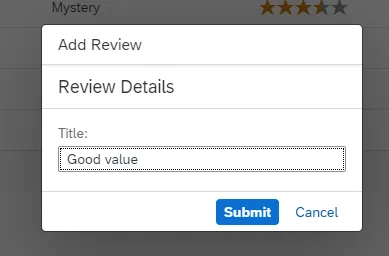 Mystery
Add Review
Review Details
Title:
Good value
Submit Cancel